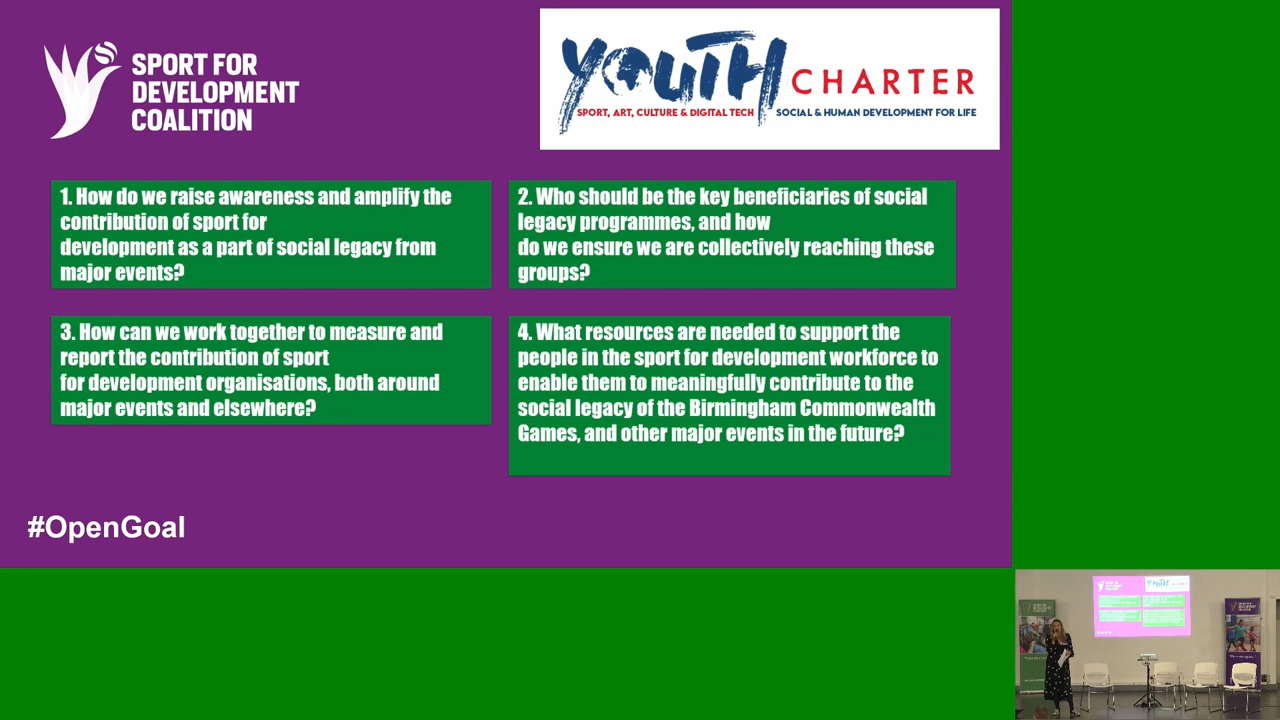 SPORT FOR
DEVELOPMENT
COALITION
YOUTH CHARTER
SPORT, ART, CULTURE & DIGITAL TECH SOCIAL & HUMAN DEVELOPMENT FOR LIFE
1. How do we raise awareness and amplify the
contribution of sport for
development as a part of social legacy from
major events?
2. Who should be the key beneficiaries of social
legacy programmes, and how
do we ensure we are collectively reaching these
groups?
3. How can we work together to measure and
report the contribution of sport
for development organisations, both around
major events and elsewhere?
4. What resources are needed to support the
people in the sport for development workforce to
enable them to meaningfully contribute to the
social legacy of the Birmingham Commonwealth
Games, and other major events in the future?
#OpenGoal
YOUTH